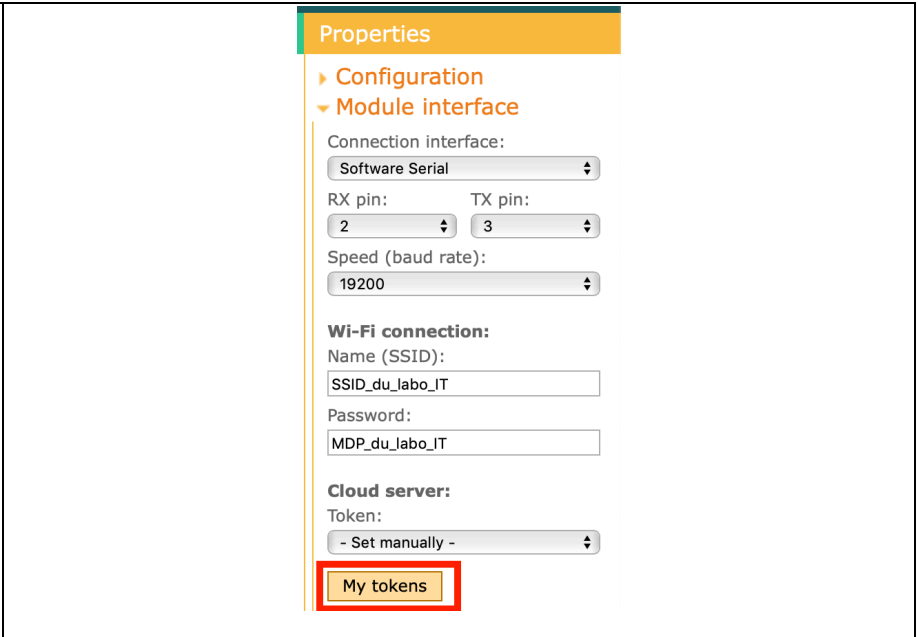 Properties
Configuration
Module interface
Connection interface:
Software Serial
RX pin: TX pin:
2 3
Speed (baud rate):
19200
Wi-Fi connection:
Name (SSID):
SSID_du_labo_IT
Password:
MDP_du_labo_IT
Cloud server:
Token:
- Set manually -
My tokens